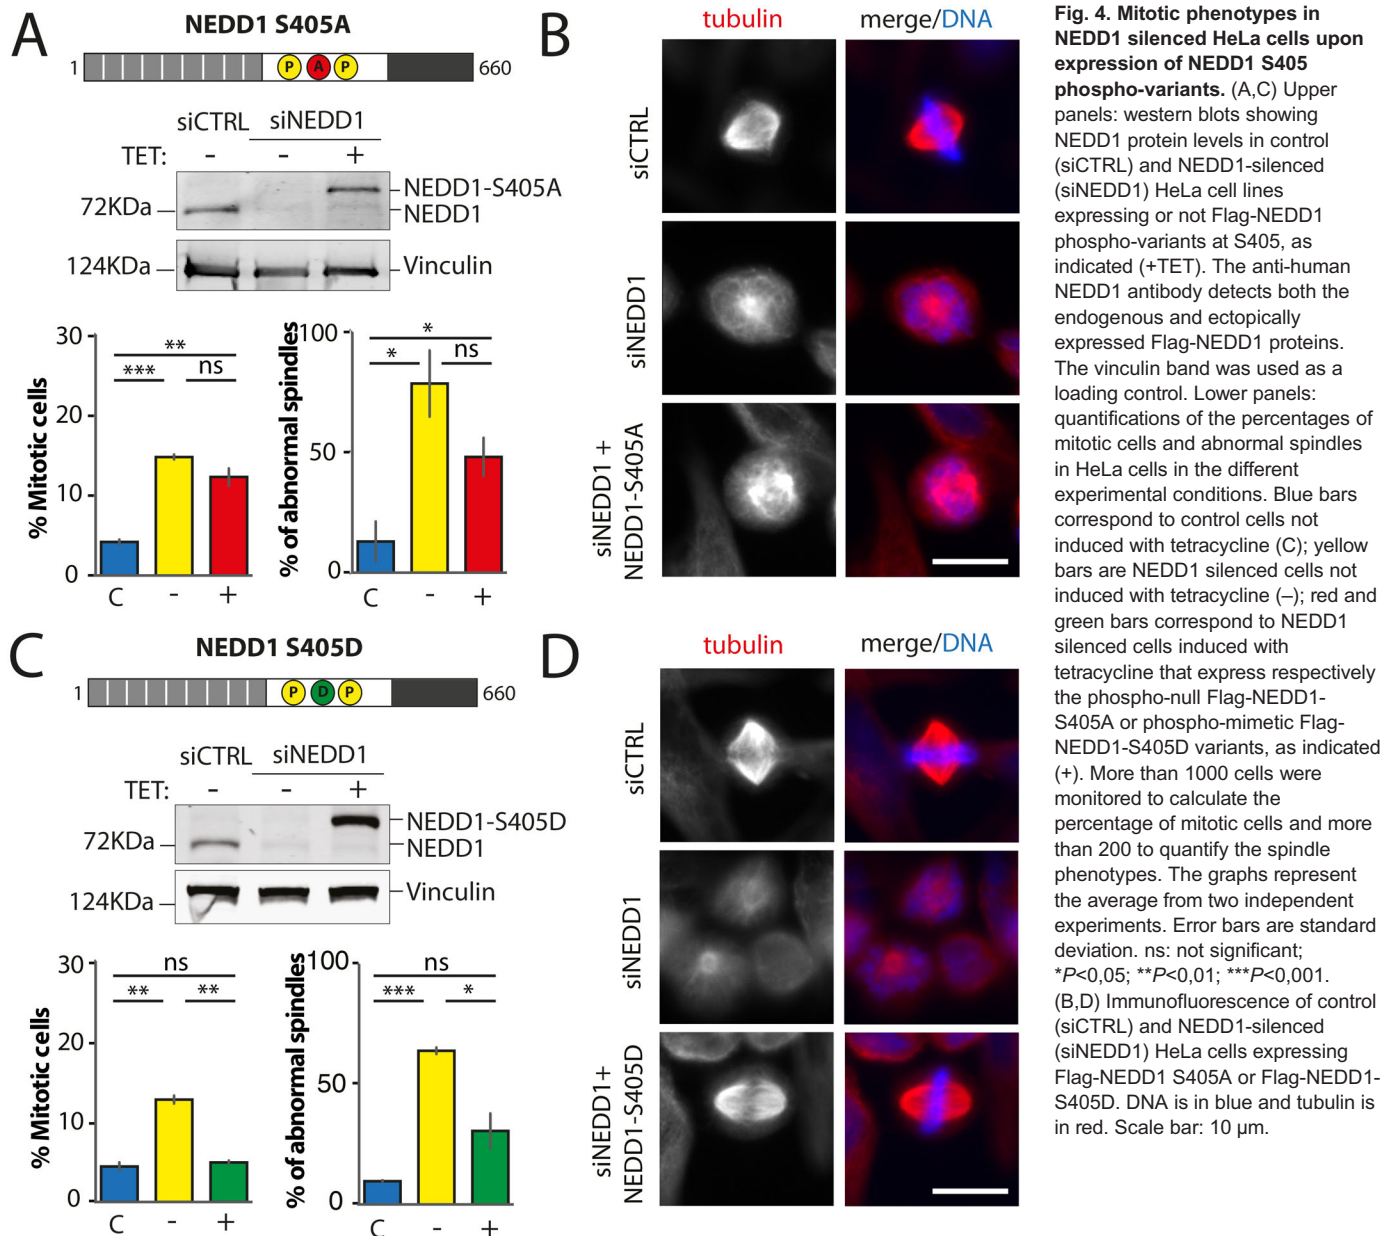 A
NEDD1 S405A
1
P
A
P
660
siCTRL siNEDD1
TET: - - +
NEDD1-S405A
72KDa
NEDD1
124KDa
Vinculin
% Mitotic cells
30
20
10
0
**
***
ns
C - +
% of abnormal spindles
100
50
0
*
*
ns
C - +
B
tubulin merge/DNA
siCTRL
siNEDD1
siNEDD1 +
NEDD1-S405A
C
NEDD1 S405D
1
P
D
P
660
siCTRL siNEDD1
TET: - - +
NEDD1-S405D
72KDa
NEDD1
124KDa
Vinculin
% Mitotic cells
30
20
10
0
ns
**
**
C - +
% of abnormal spindles
100
50
0
ns
***
*
C - +
D
tubulin merge/DNA
siCTRL
siNEDD1
siNEDD1+
NEDD1-S405D
Fig. 4. Mitotic phenotypes in
NEDD1 silenced HeLa cells upon
expression of NEDD1 S405
phospho-variants. (A,C) Upper
panels: western blots showing
NEDD1 protein levels in control
(siCTRL) and NEDD1-silenced
(siNEDD1) HeLa cell lines
expressing or not Flag-NEDD1
phospho-variants at S405, as
indicated (+TET). The anti-human
NEDD1 antibody detects both the
endogenous and ectopically
expressed Flag-NEDD1 proteins.
The vinculin band was used as a
loading control. Lower panels:
quantifications of the percentages of
mitotic cells and abnormal spindles
in HeLa cells in the different
experimental conditions. Blue bars
correspond to control cells not
induced with tetracycline (C); yellow
bars are NEDD1 silenced cells not
induced with tetracycline (–); red and
green bars correspond to NEDD1
silenced cells induced with
tetracycline that express respectively
the phospho-null Flag-NEDD1-
S405A or phospho-mimetic Flag-
NEDD1-S405D variants, as indicated
(+). More than 1000 cells were
monitored to calculate the
percentage of mitotic cells and more
than 200 to quantify the spindle
phenotypes. The graphs represent
the average from two independent
experiments. Error bars are standard
deviation. ns: not significant;
*P<0,05; **P<0,01; ***P<0,001.
(B,D) Immunofluorescence of control
(siCTRL) and NEDD1-silenced
(siNEDD1) HeLa cells expressing
Flag-NEDD1 S405A or Flag-NEDD1-
S405D. DNA is in blue and tubulin is
in red. Scale bar: 10 µm.